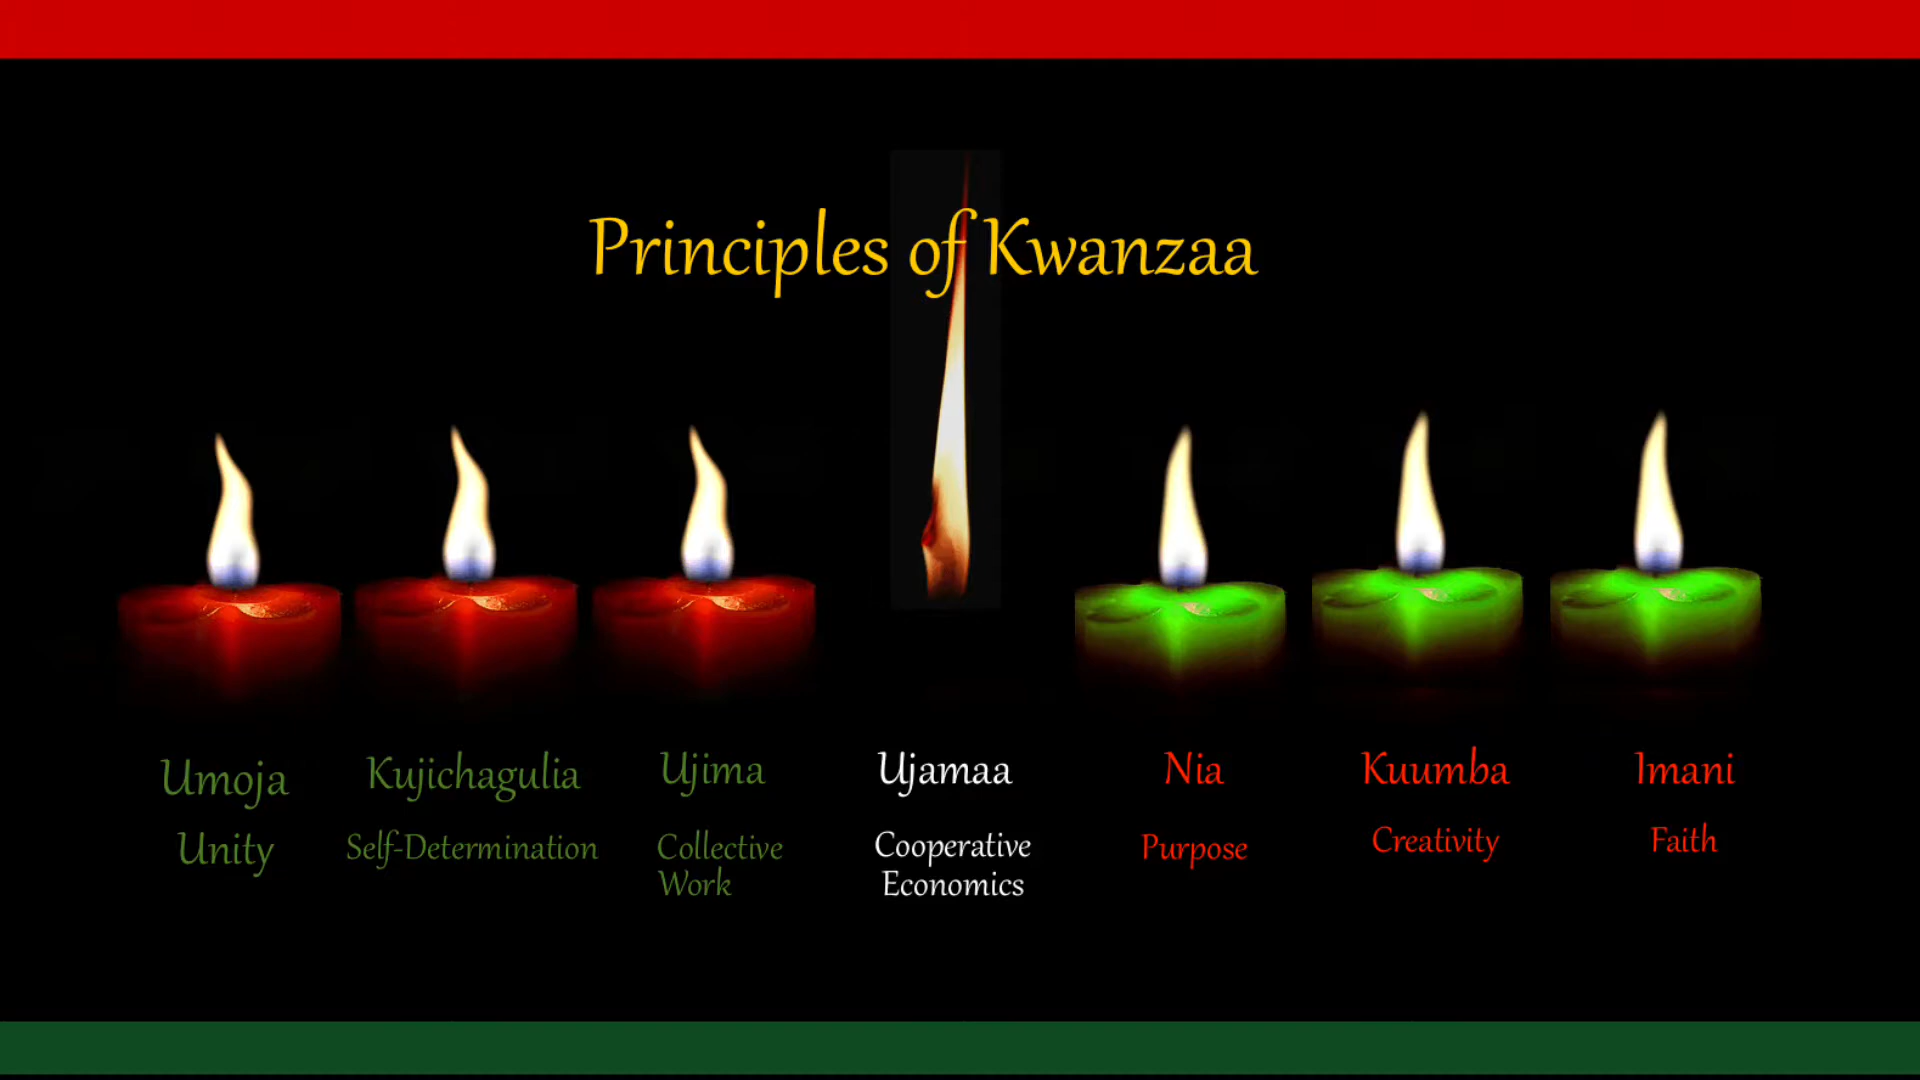 Principles of Kwanzaa
Umoja
Unity
Kujichagulia
Self-Determination
Ujima
Collective
Work
Ujamaa
Cooperative
Economics
Nia
Purpose
Kuumba
Creativity
Imani
Faith